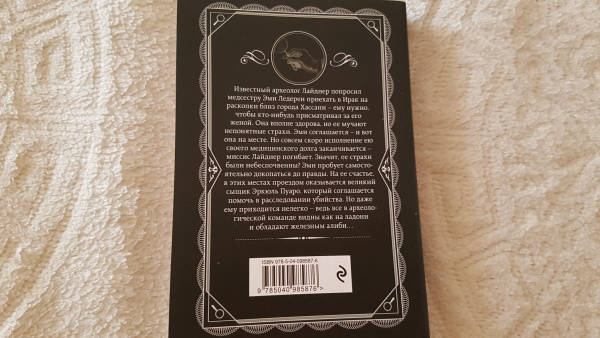 Известный археолог Лайднер попросил
медсестру Эми Ледеран приехать в Ирак на
раскопки близ города Хассани – ему нужно,
чтобы кто-нибудь присматривал за его
женой. Она вполне здорова, но ее мучают
непонятные страхи. Эми соглашается – и вот
она на месте. Но совсем скоро исполнение ею
своего медицинского долга заканчивается –
миссис Лайднер погибает. Значит, ее страхи
были небеспочвенны? Эми пробует самосто-
ятельно докопаться до правды. На ее счастье,
в этих местах проездом оказывается великий
сыщик Эркюль Пуаро, который соглашается
помочь в расследовании убийства. Но даже
ему приходится нелегко – ведь все в археоло-
гической команде видны как на ладони
и обладают железным алиби...
ISBN 978-5-04-098587-6
9 785040 985876 >